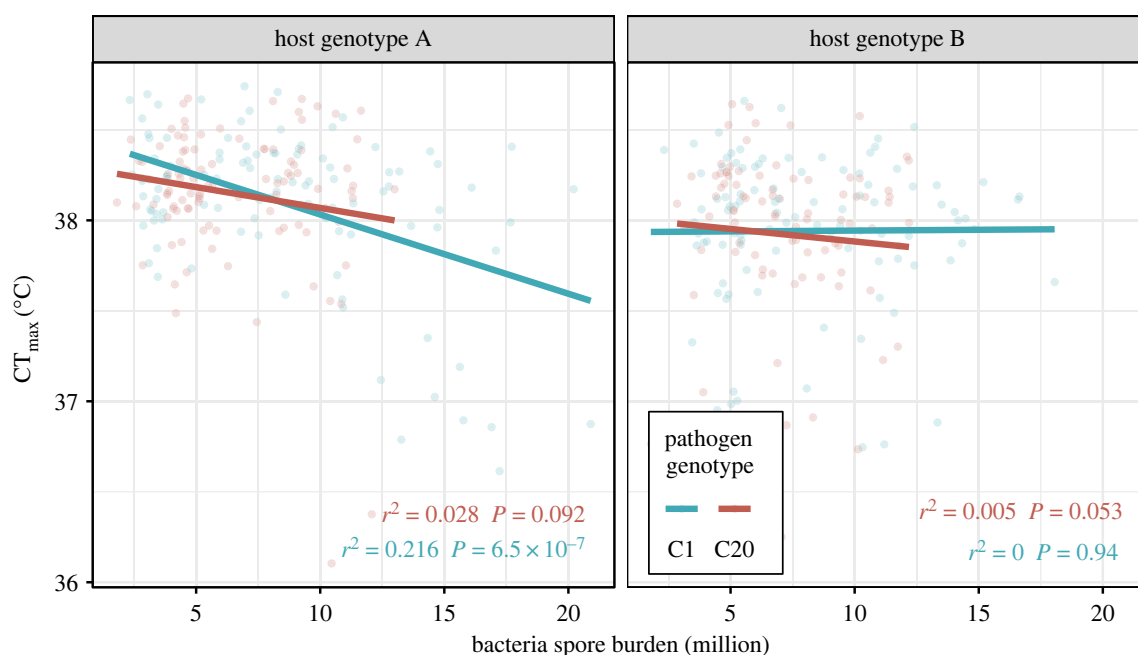 host genotype A
host genotype B
CTmax (°C)
38
37
36
r² = 0.028 P = 0.092
r² = 0.216 P = 6.5 × 10⁻⁷
pathogen
genotype
C1 C20
r² = 0.005 P = 0.053
r² = 0 P = 0.94
5 10 15 20
5 10 15 20
bacteria spore burden (million)